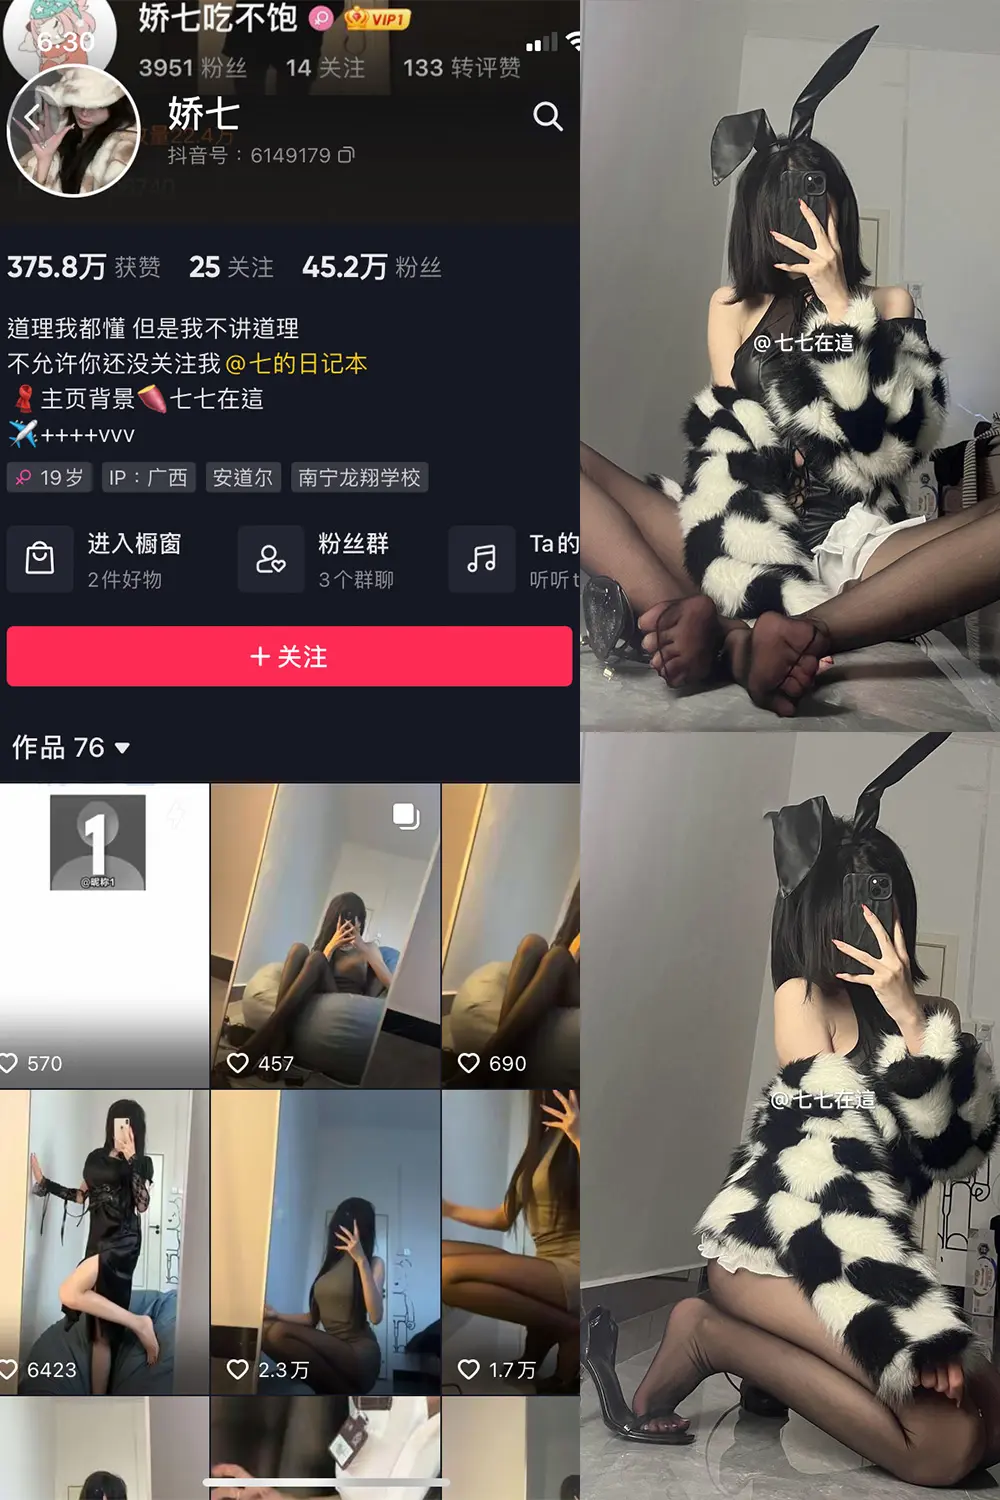 娇七吃不饱 VIP1
6:30
3951 粉丝 14 关注 133 转评赞
娇七
抖音号：6149179
375.8万 获赞 25 关注 45.2万 粉丝
道理我都懂 但是我不讲道理
不允许你还没关注我 @七的日记本
主页背景 七七在這
++++vvv
19岁 IP：广西 安道尔 南宁龙翔学校
进入橱窗
2件好物
粉丝群
3个群聊
Ta的
听听t
+ 关注
作品 76
1
@昵称1
570
457
690
6423
2.3万
1.7万
@七七在這
@七七在這